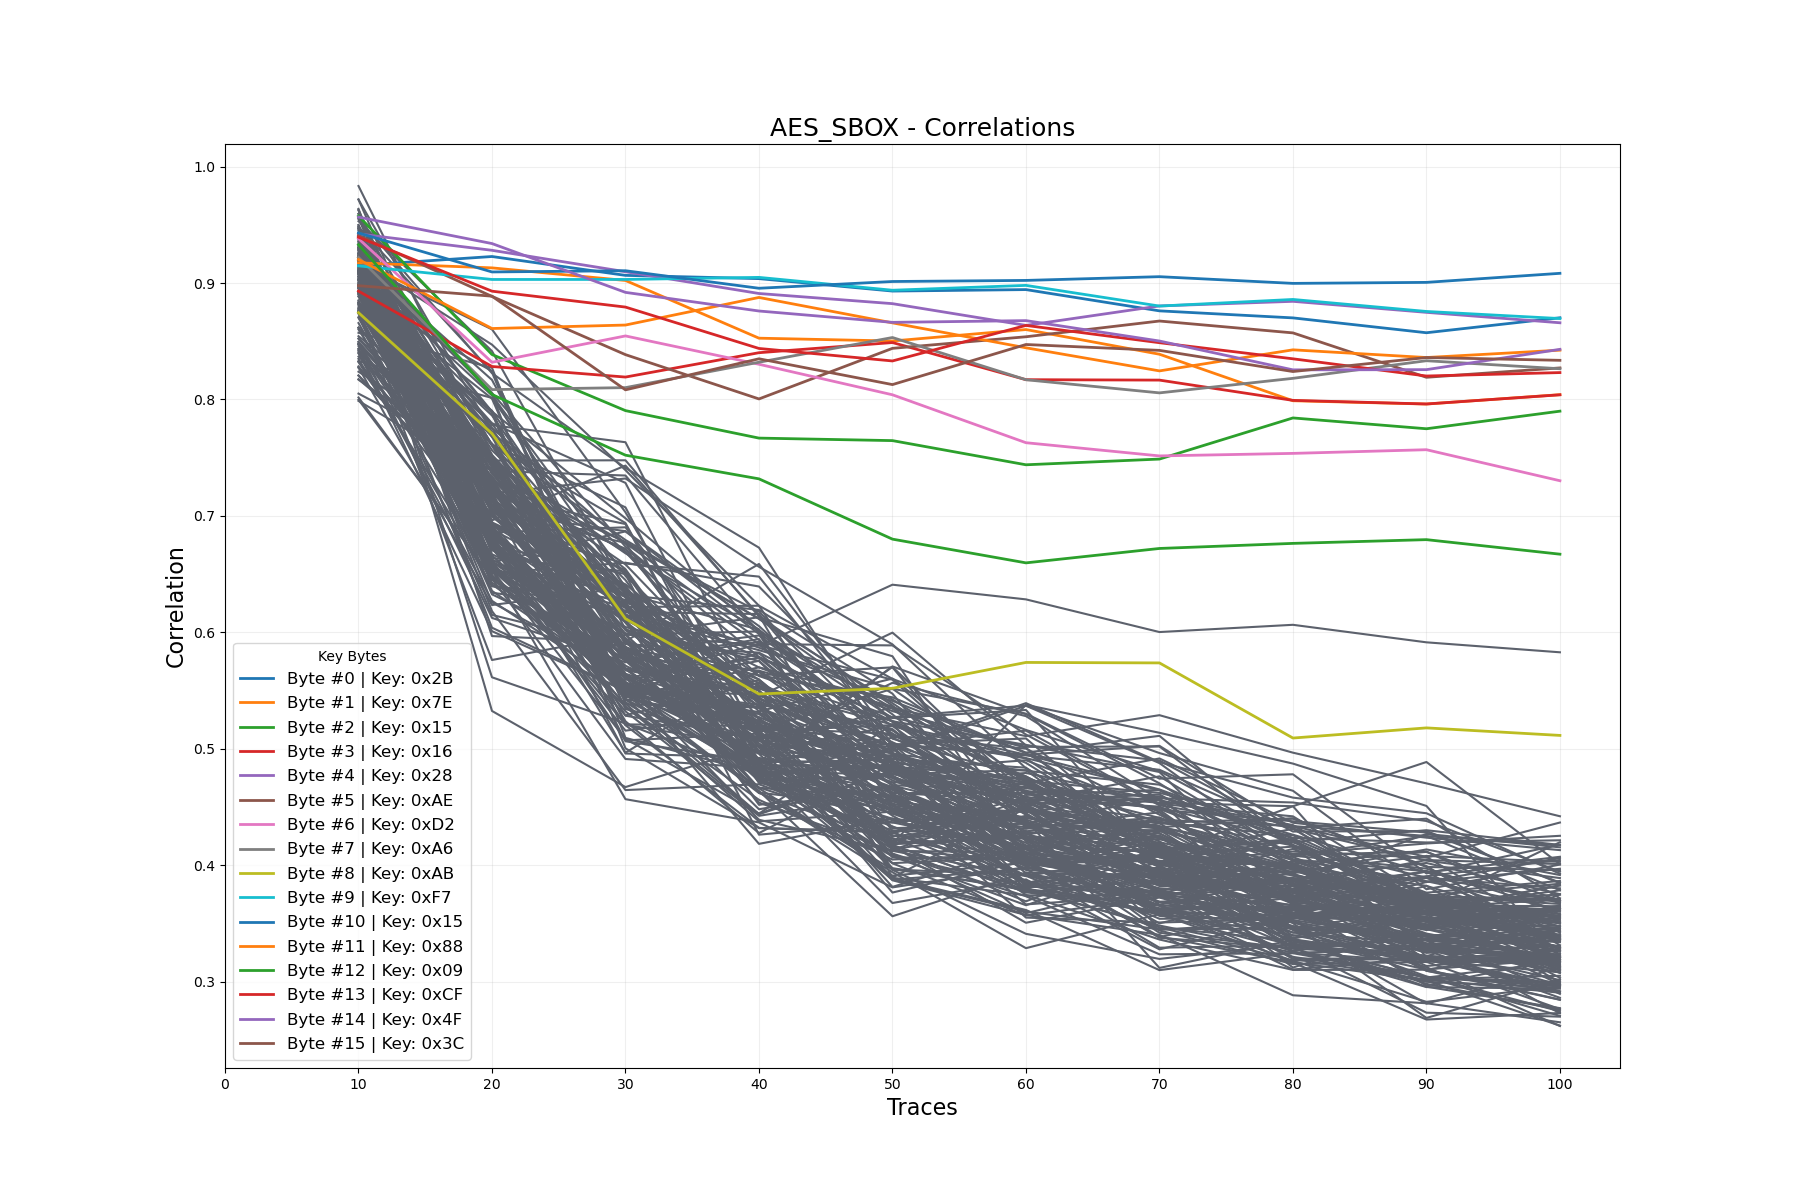 AES_SBOX - Correlations
Correlation
1.0
0.9
0.8
0.7
0.6
0.5
0.4
0.3
Key Bytes
Byte #0 | Key: 0x2B
Byte #1 | Key: 0x7E
Byte #2 | Key: 0x15
Byte #3 | Key: 0x16
Byte #4 | Key: 0x28
Byte #5 | Key: 0xAE
Byte #6 | Key: 0xD2
Byte #7 | Key: 0xA6
Byte #8 | Key: 0xAB
Byte #9 | Key: 0xF7
Byte #10 | Key: 0x15
Byte #11 | Key: 0x88
Byte #12 | Key: 0x09
Byte #13 | Key: 0xCF
Byte #14 | Key: 0x4F
Byte #15 | Key: 0x3C
0 10 20 30 40 50 60 70 80 90 100
Traces